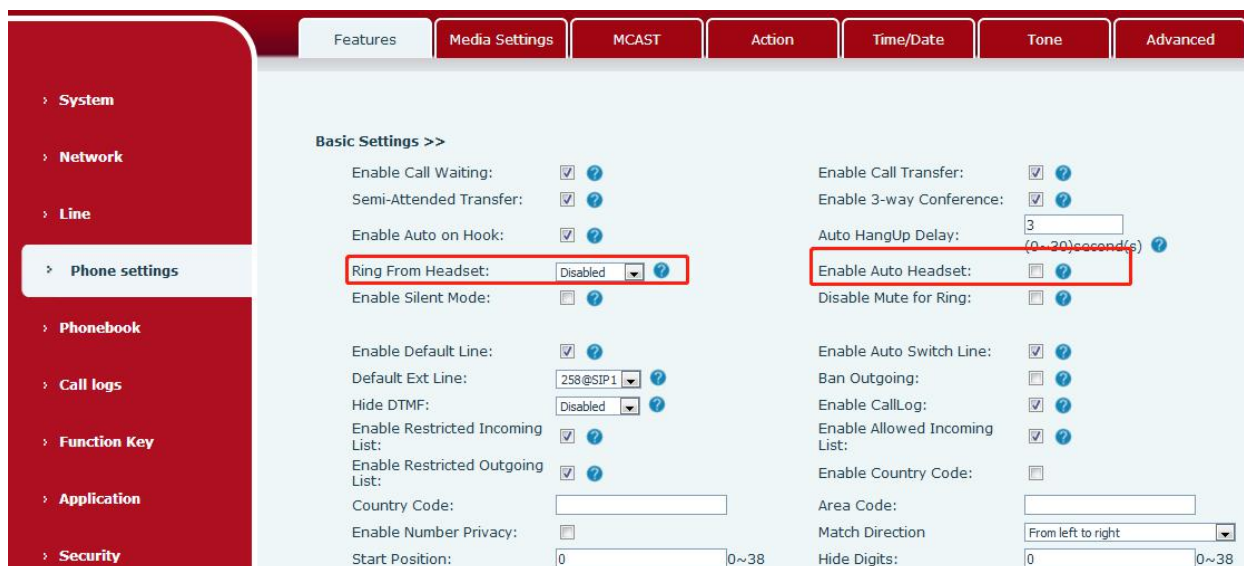 Features Media Settings MCAST Action Time/Date Tone Advanced
› System
› Network
› Line
› Phone settings
› Phonebook
› Call logs
› Function Key
› Application
› Security
Basic Settings >>
Enable Call Waiting: Enable Call Transfer:
Semi-Attended Transfer: Enable 3-way Conference:
Enable Auto on Hook: Auto HangUp Delay: 3
(0~30)second(s)
Ring From Headset: Disabled Enable Auto Headset:
Enable Silent Mode: Disable Mute for Ring:
Enable Default Line: Enable Auto Switch Line:
Default Ext Line: 258@SIP1 Ban Outgoing:
Hide DTMF: Disabled Enable CallLog:
Enable Restricted Incoming List: Enable Allowed Incoming List:
Enable Restricted Outgoing List: Enable Country Code:
Country Code: Area Code:
Enable Number Privacy: Match Direction From left to right
Start Position: 0 0~38 Hide Digits: 0 0~38